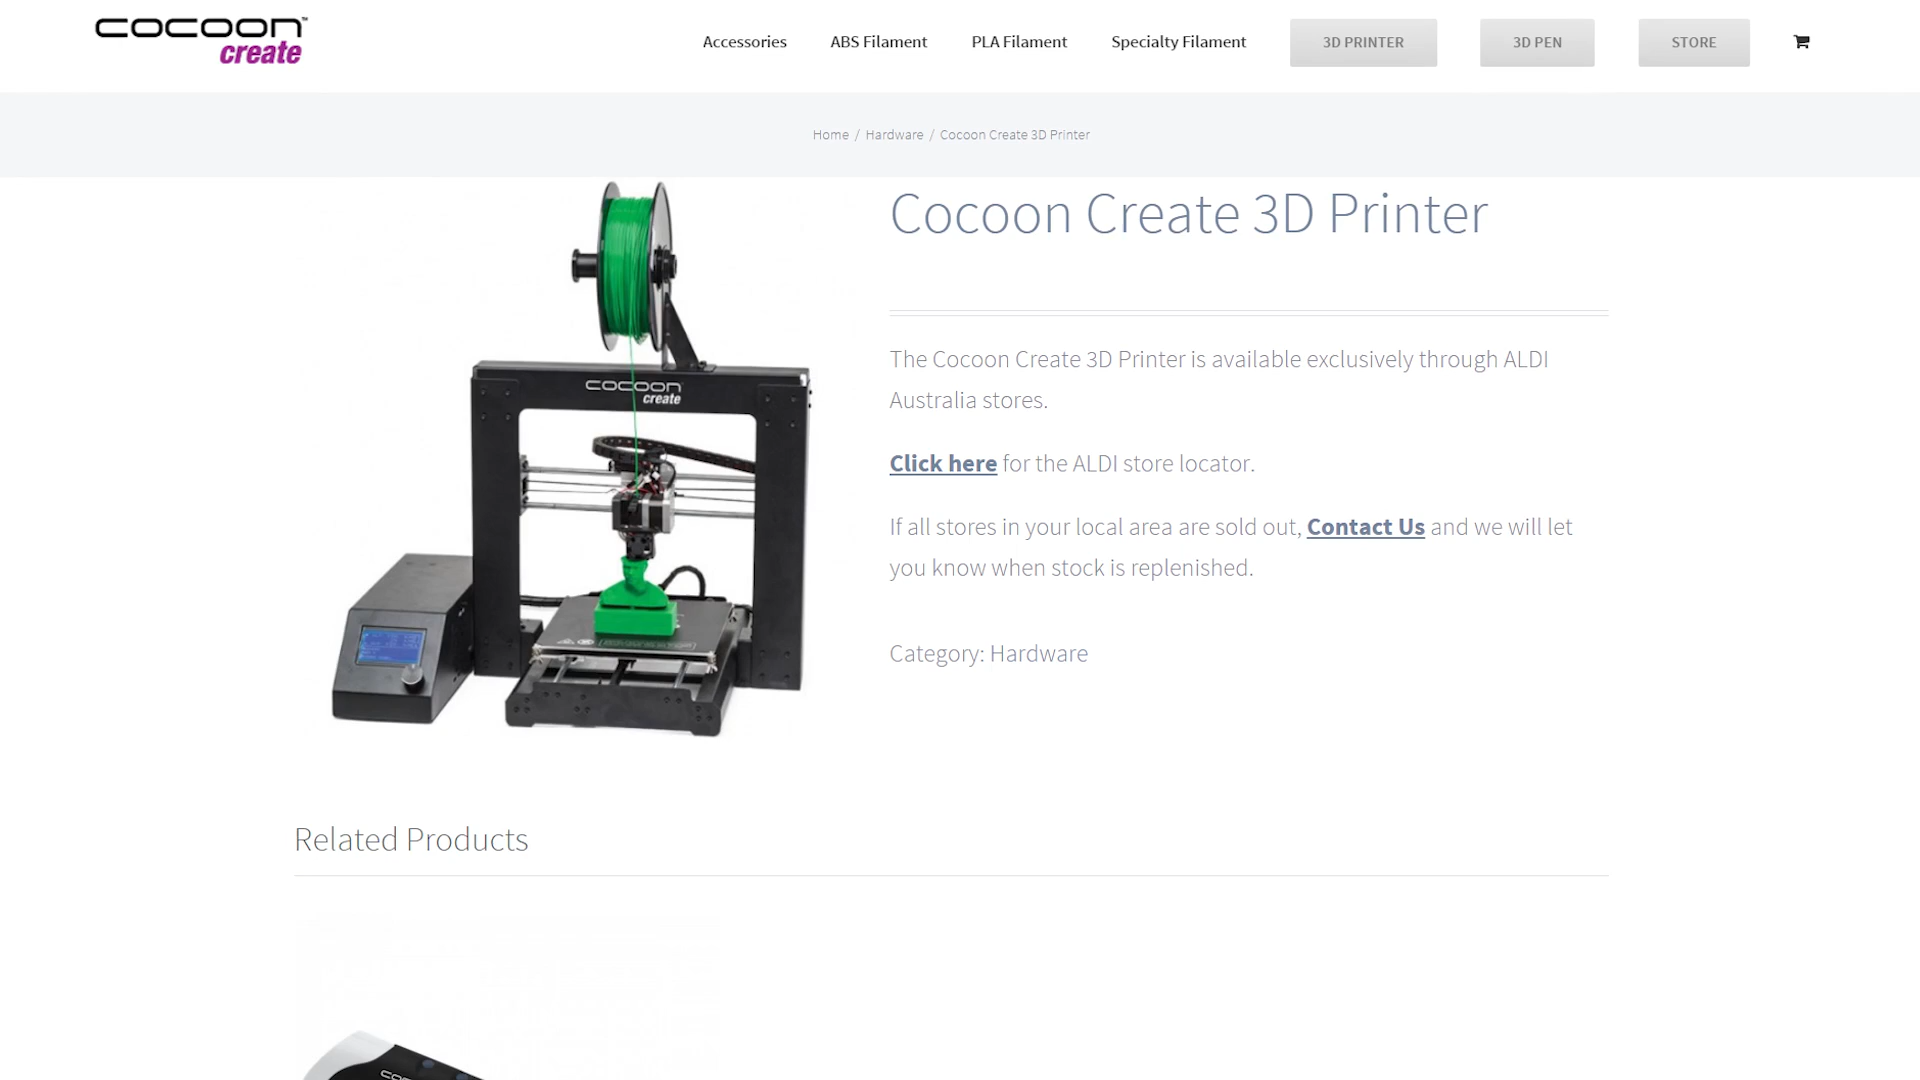 cocoon™
create
Accessories
ABS Filament
PLA Filament
Specialty Filament
3D PRINTER
3D PEN
STORE
Home / Hardware / Cocoon Create 3D Printer
cocoon
create
Cocoon Create 3D Printer
The Cocoon Create 3D Printer is available exclusively through ALDI
Australia stores.
Click here for the ALDI store locator.
If all stores in your local area are sold out, Contact Us and we will let
you know when stock is replenished.
Category: Hardware
Related Products